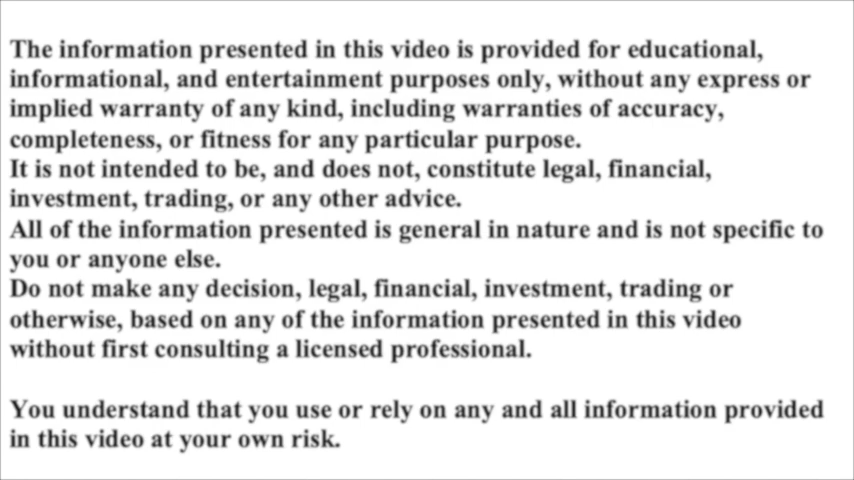 The information presented in this video is provided for educational,
informational, and entertainment purposes only, without any express or
implied warranty of any kind, including warranties of accuracy,
completeness, or fitness for any particular purpose.
It is not intended to be, and does not, constitute legal, financial,
investment, trading, or any other advice.
All of the information presented is general in nature and is not specific to
you or anyone else.
Do not make any decision, legal, financial, investment, trading or
otherwise, based on any of the information presented in this video
without first consulting a licensed professional.
You understand that you use or rely on any and all information provided
in this video at your own risk.